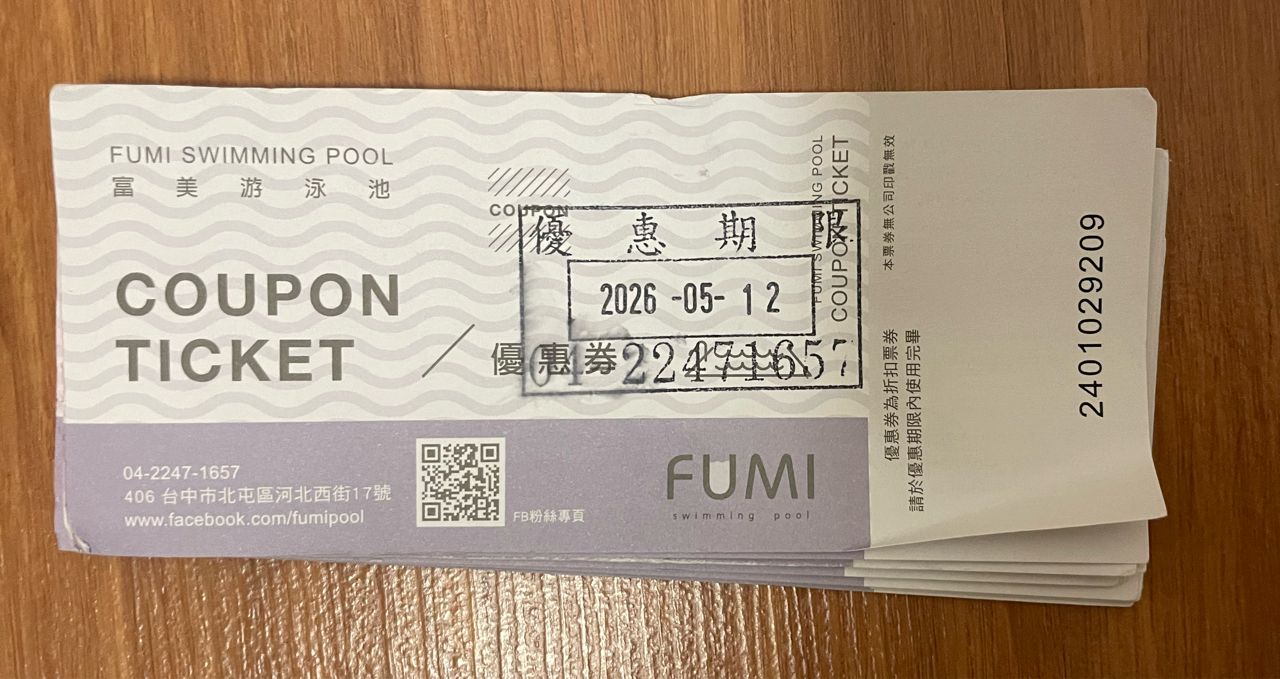 FUMI SWIMMING POOL
富美游泳池
COUPON
COUPON
TICKET
／優惠券
優惠期限
2026 -05- 12
04-22471657
04-2247-1657
406 台中市北屯區河北西街17號
www.facebook.com/fumipool
FB粉絲專頁
FUMI
swimming pool
FUMI SWIMMING POOL
COUPON TICKET
本票券無公司印戳無效
優惠券為折扣票券
請於優惠期限內使用完畢
2401029209